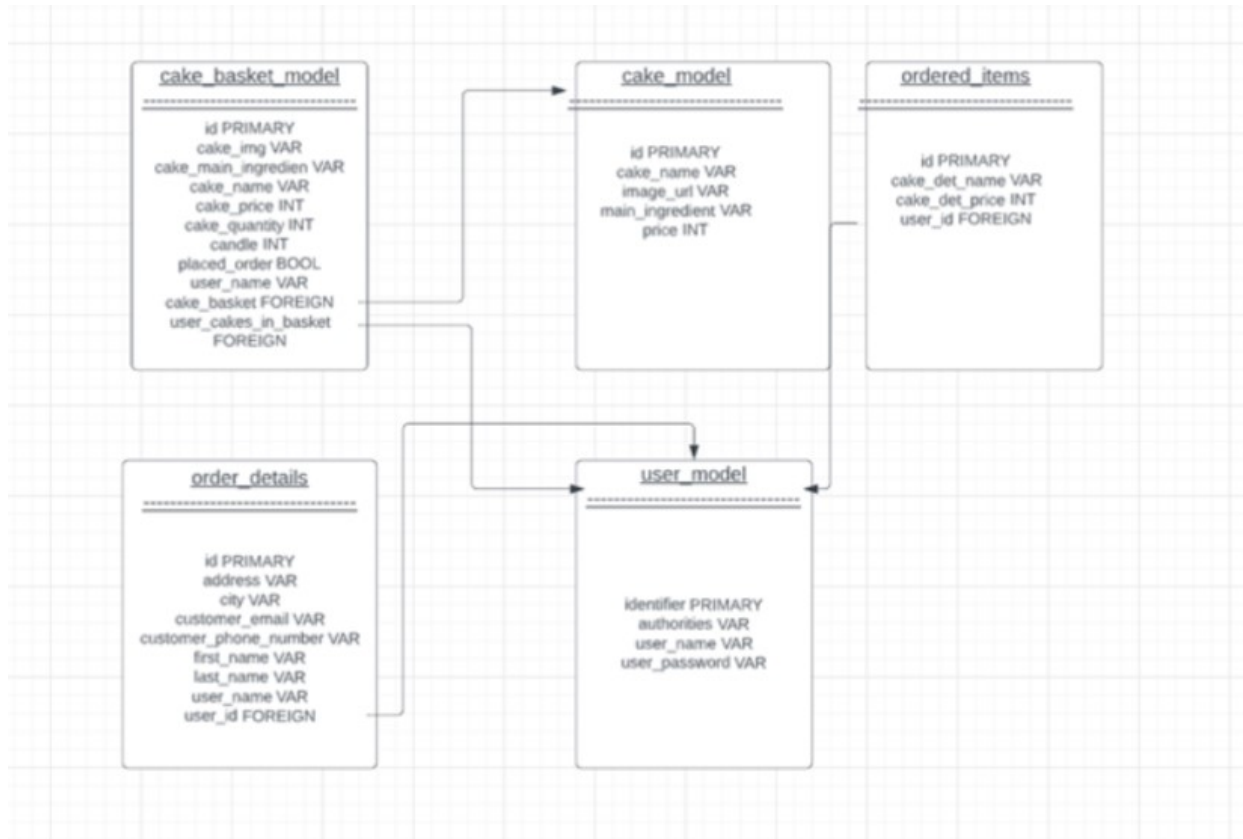 cake_basket_model
id PRIMARY
cake_img VAR
cake_main_ingredien VAR
cake_name VAR
cake_price INT
cake_quantity INT
candle INT
placed_order BOOL
user_name VAR
cake_basket FOREIGN
user_cakes_in_basket
FOREIGN
cake_model
id PRIMARY
cake_name VAR
image_url VAR
main_ingredient VAR
price INT
ordered_items
id PRIMARY
cake_det_name VAR
cake_det_price INT
user_id FOREIGN
order_details
id PRIMARY
address VAR
city VAR
customer_email VAR
customer_phone_number VAR
first_name VAR
last_name VAR
user_name VAR
user_id FOREIGN
user_model
identifier PRIMARY
authorities VAR
user_name VAR
user_password VAR